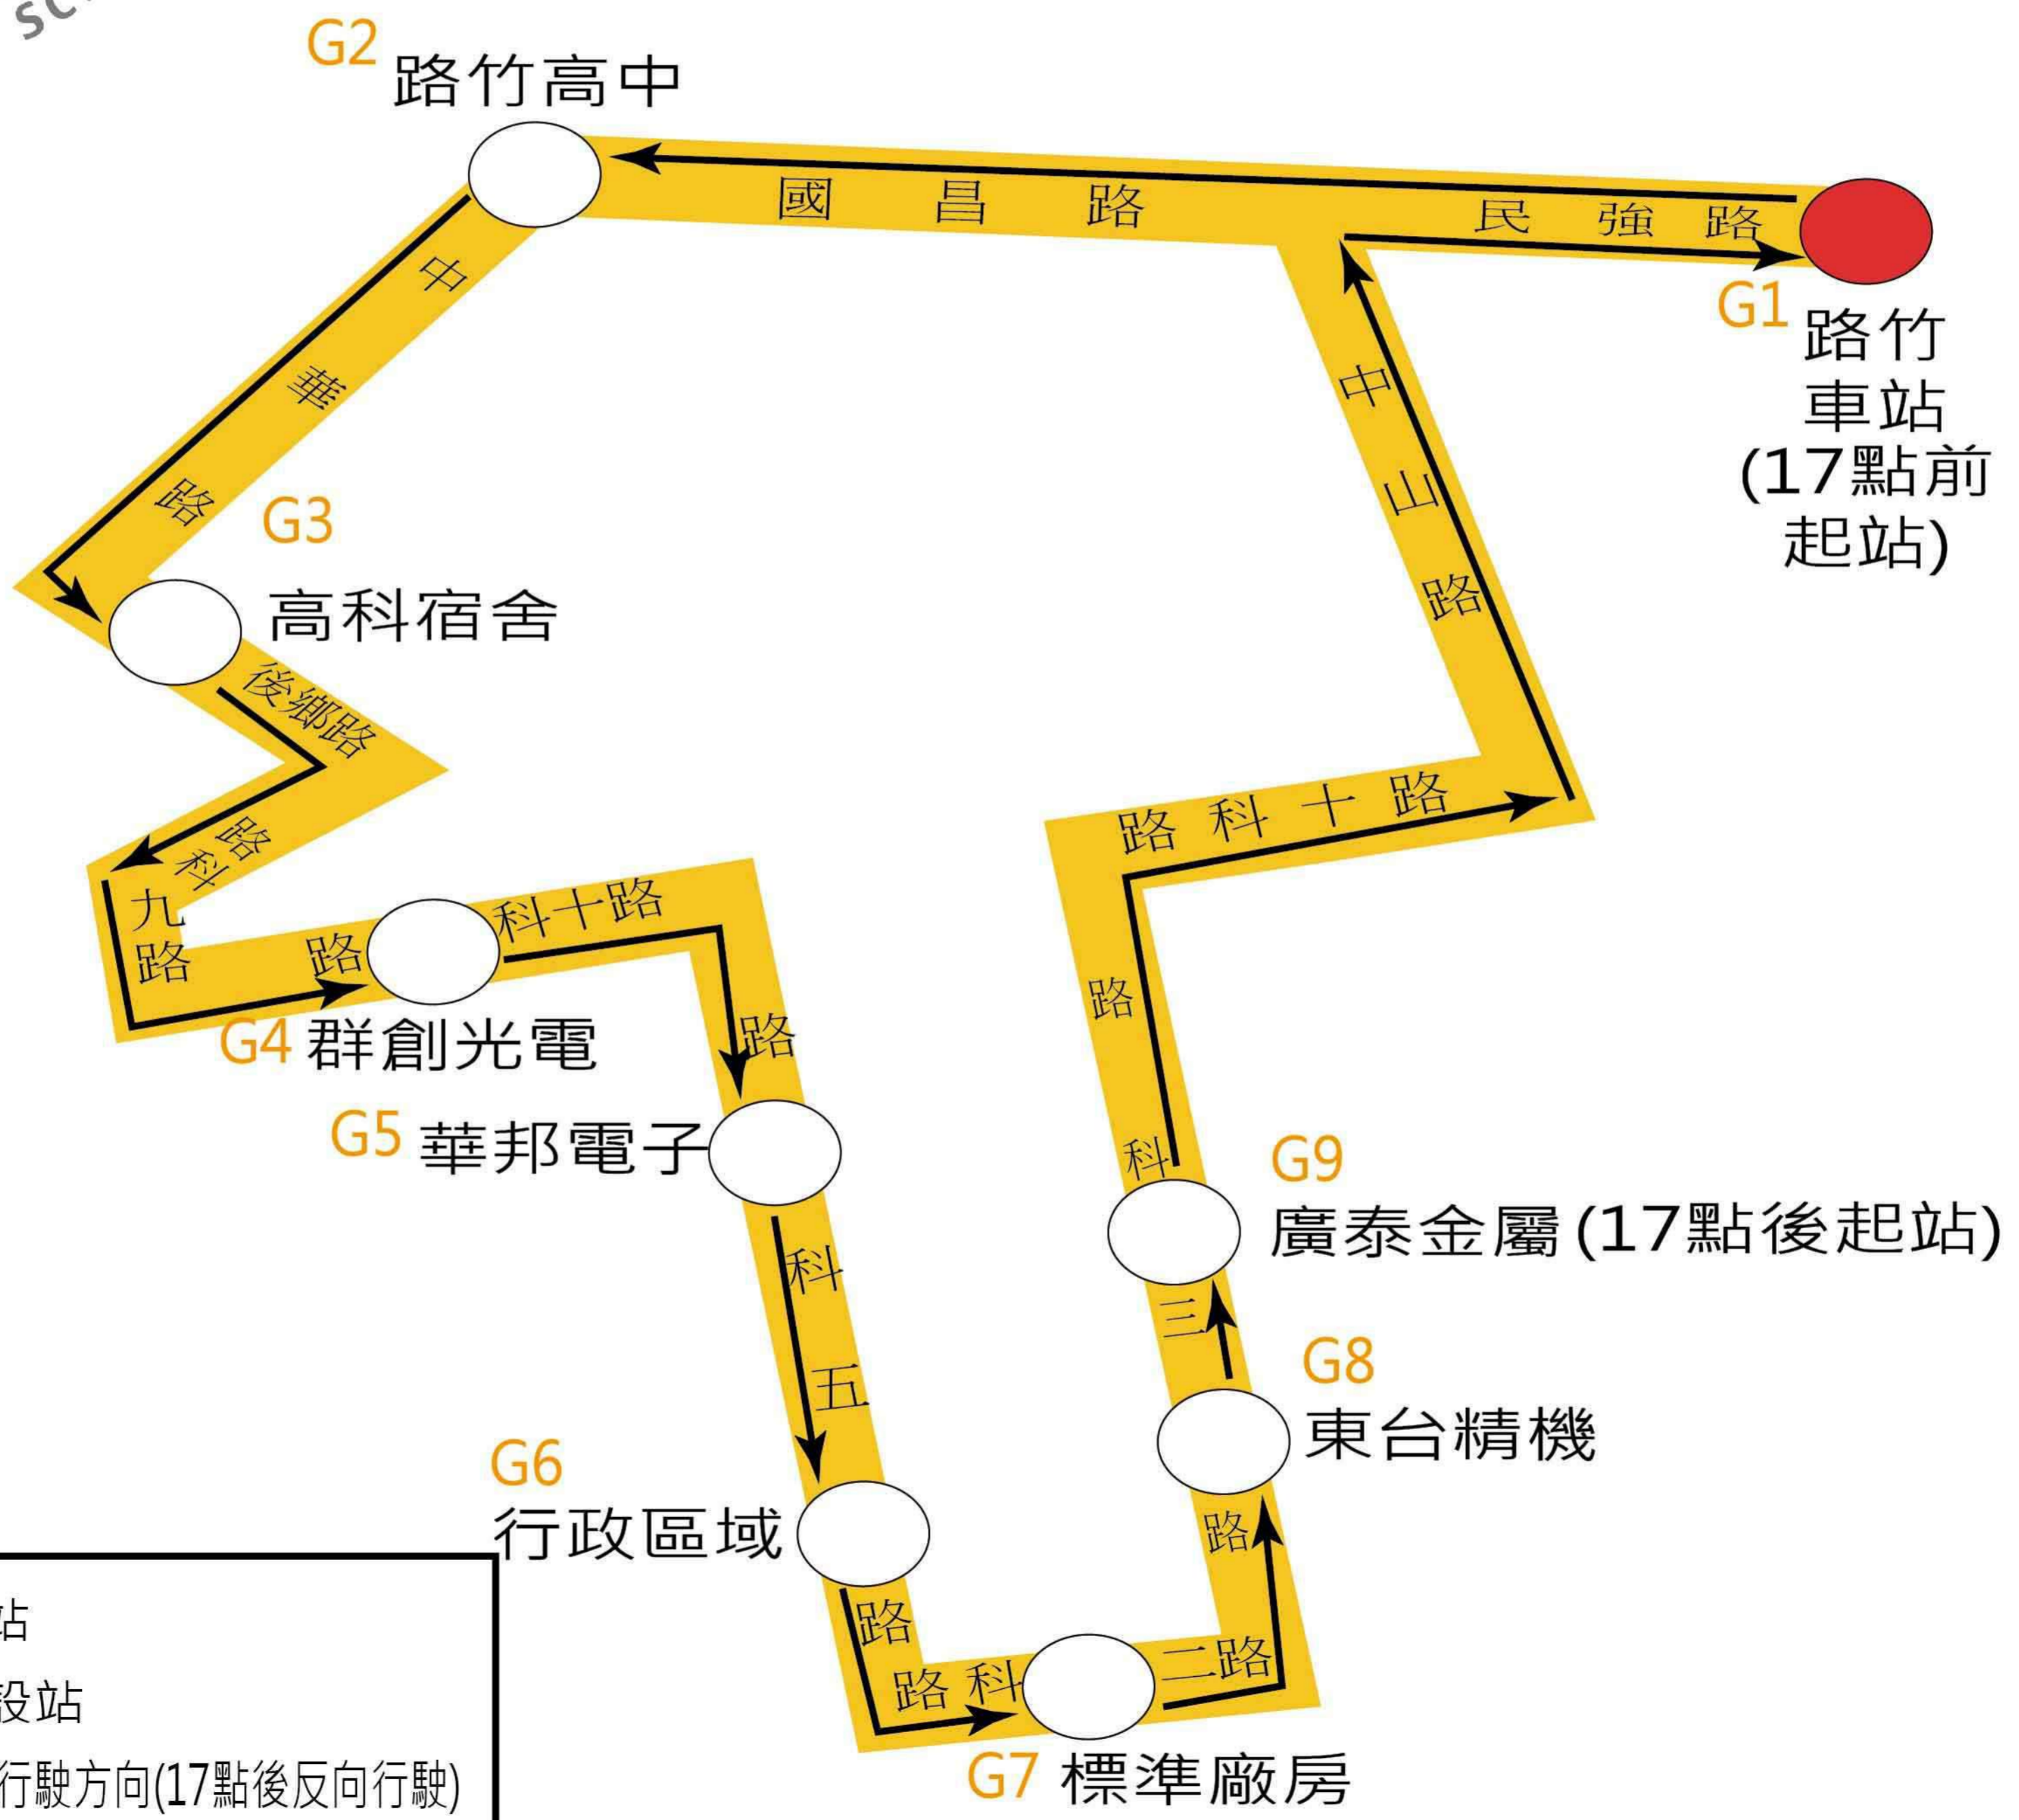 G2
路竹高中
國昌路
民強路
G1
路竹
車站
(17點前
起站)
中華路
中山路
G3
高科宿舍
後鄉路
路科九路
路科十路
路科十路
G4 群創光電
路科五路
G5 華邦電子
路科三路
G9
廣泰金屬(17點後起站)
G8
東台精機
G6
行政區域
路科二路
G7 標準廠房
站
設站
行駛方向(17點後反向行駛)